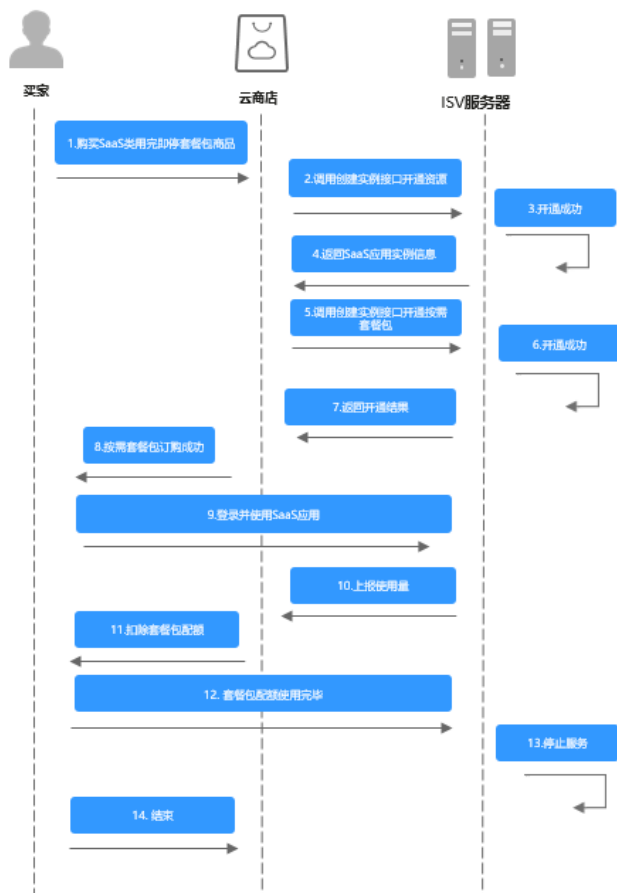 买家
云商店
ISV服务器
1.购买SaaS类用完即停套餐包商品
2.调用创建实例接口开通资源
3.开通成功
4.返回SaaS应用实例信息
5.调用创建实例接口开通按需
套餐包
6.开通成功
7.返回开通结果
8.按需套餐包订购成功
9.登录并使用SaaS应用
10.上报使用量
11.扣除套餐包配额
12. 套餐包配额使用完毕
13.停止服务
14. 结束